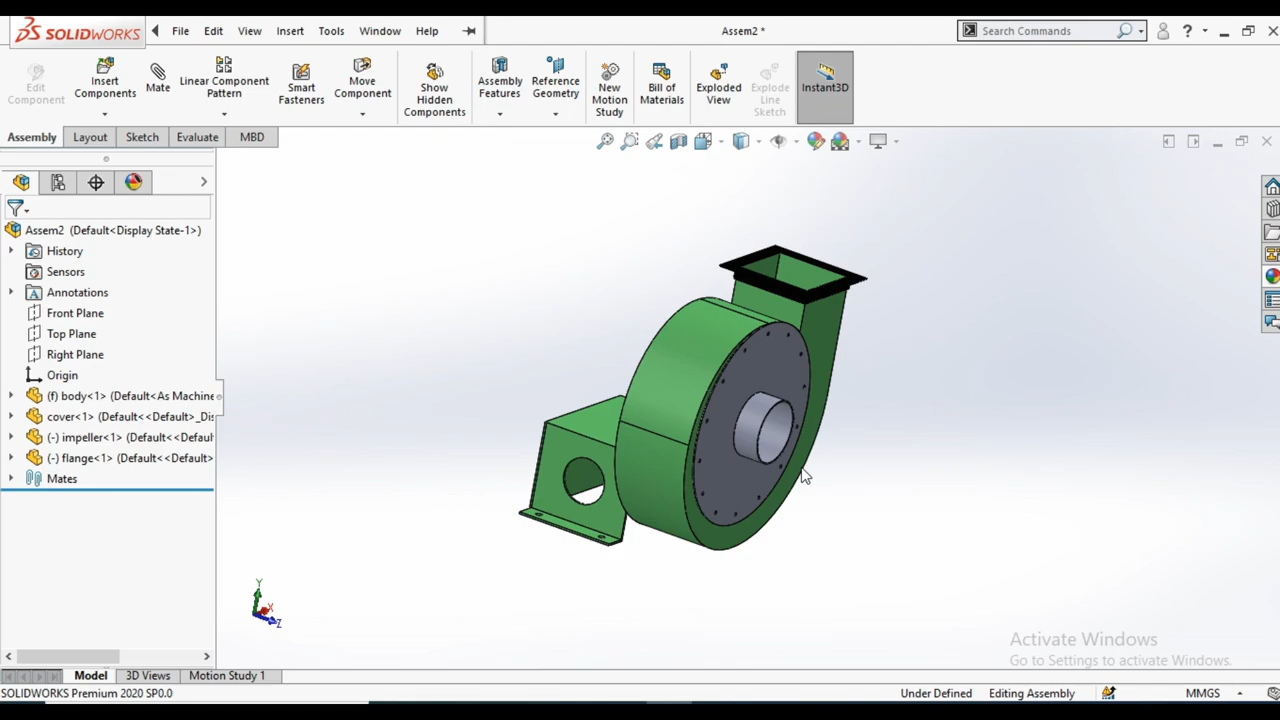 SOLIDWORKS
File Edit View Insert Tools Window Help
Assem2 *
Search Commands
?
Edit Component
Insert Components
Mate
Linear Component Pattern
Smart Fasteners
Move Component
Show Hidden Components
Assembly Features
Reference Geometry
New Motion Study
Bill of Materials
Exploded View
Explode Line Sketch
Instant3D
Assembly Layout Sketch Evaluate MBD
Assem2 (Default<Display State-1>)
History
Sensors
Annotations
Front Plane
Top Plane
Right Plane
Origin
(f) body<1> (Default<As Machine
cover<1> (Default<<Default>_Dis
(-) impeller<1> (Default<<Defaul
(-) flange<1> (Default<<Default>
Mates
Y
X
Z
Activate Windows
Go to Settings to activate Windows.
Model 3D Views Motion Study 1
SOLIDWORKS Premium 2020 SP0.0
Under Defined Editing Assembly MMGS